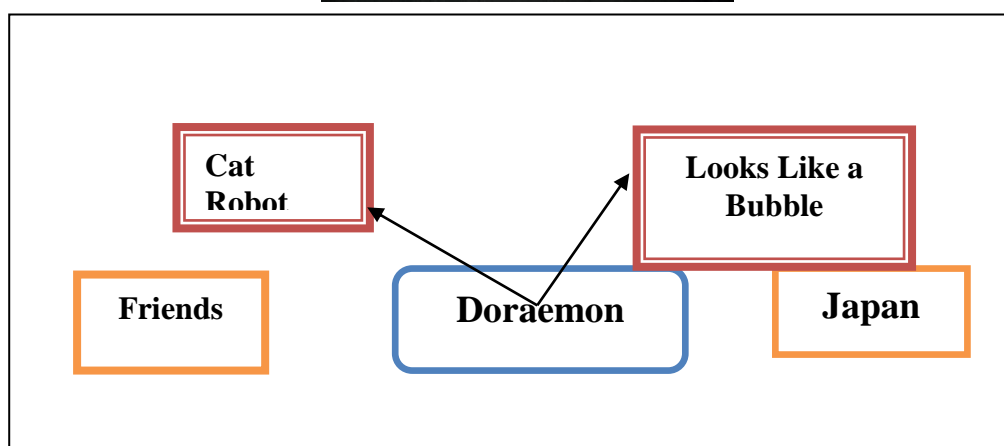 Cat
Robot
Looks Like a
Bubble
Friends
Doraemon
Japan